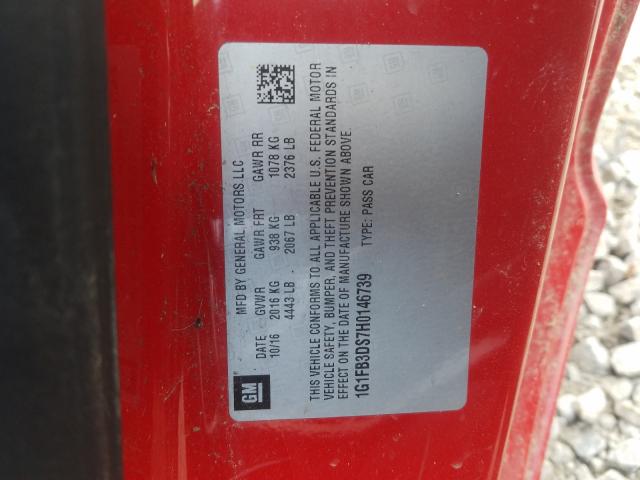 GM
MFD BY GENERAL MOTORS LLC
DATE GVWR GAWR FRT GAWR RR
10/16 2016 KG 938 KG 1078 KG
4443 LB 2067 LB 2376 LB
THIS VEHICLE CONFORMS TO ALL APPLICABLE U.S. FEDERAL MOTOR
VEHICLE SAFETY, BUMPER, AND THEFT PREVENTION STANDARDS IN
EFFECT ON THE DATE OF MANUFACTURE SHOWN ABOVE.
1G1FB3DS7H0146739 TYPE: PASS CAR